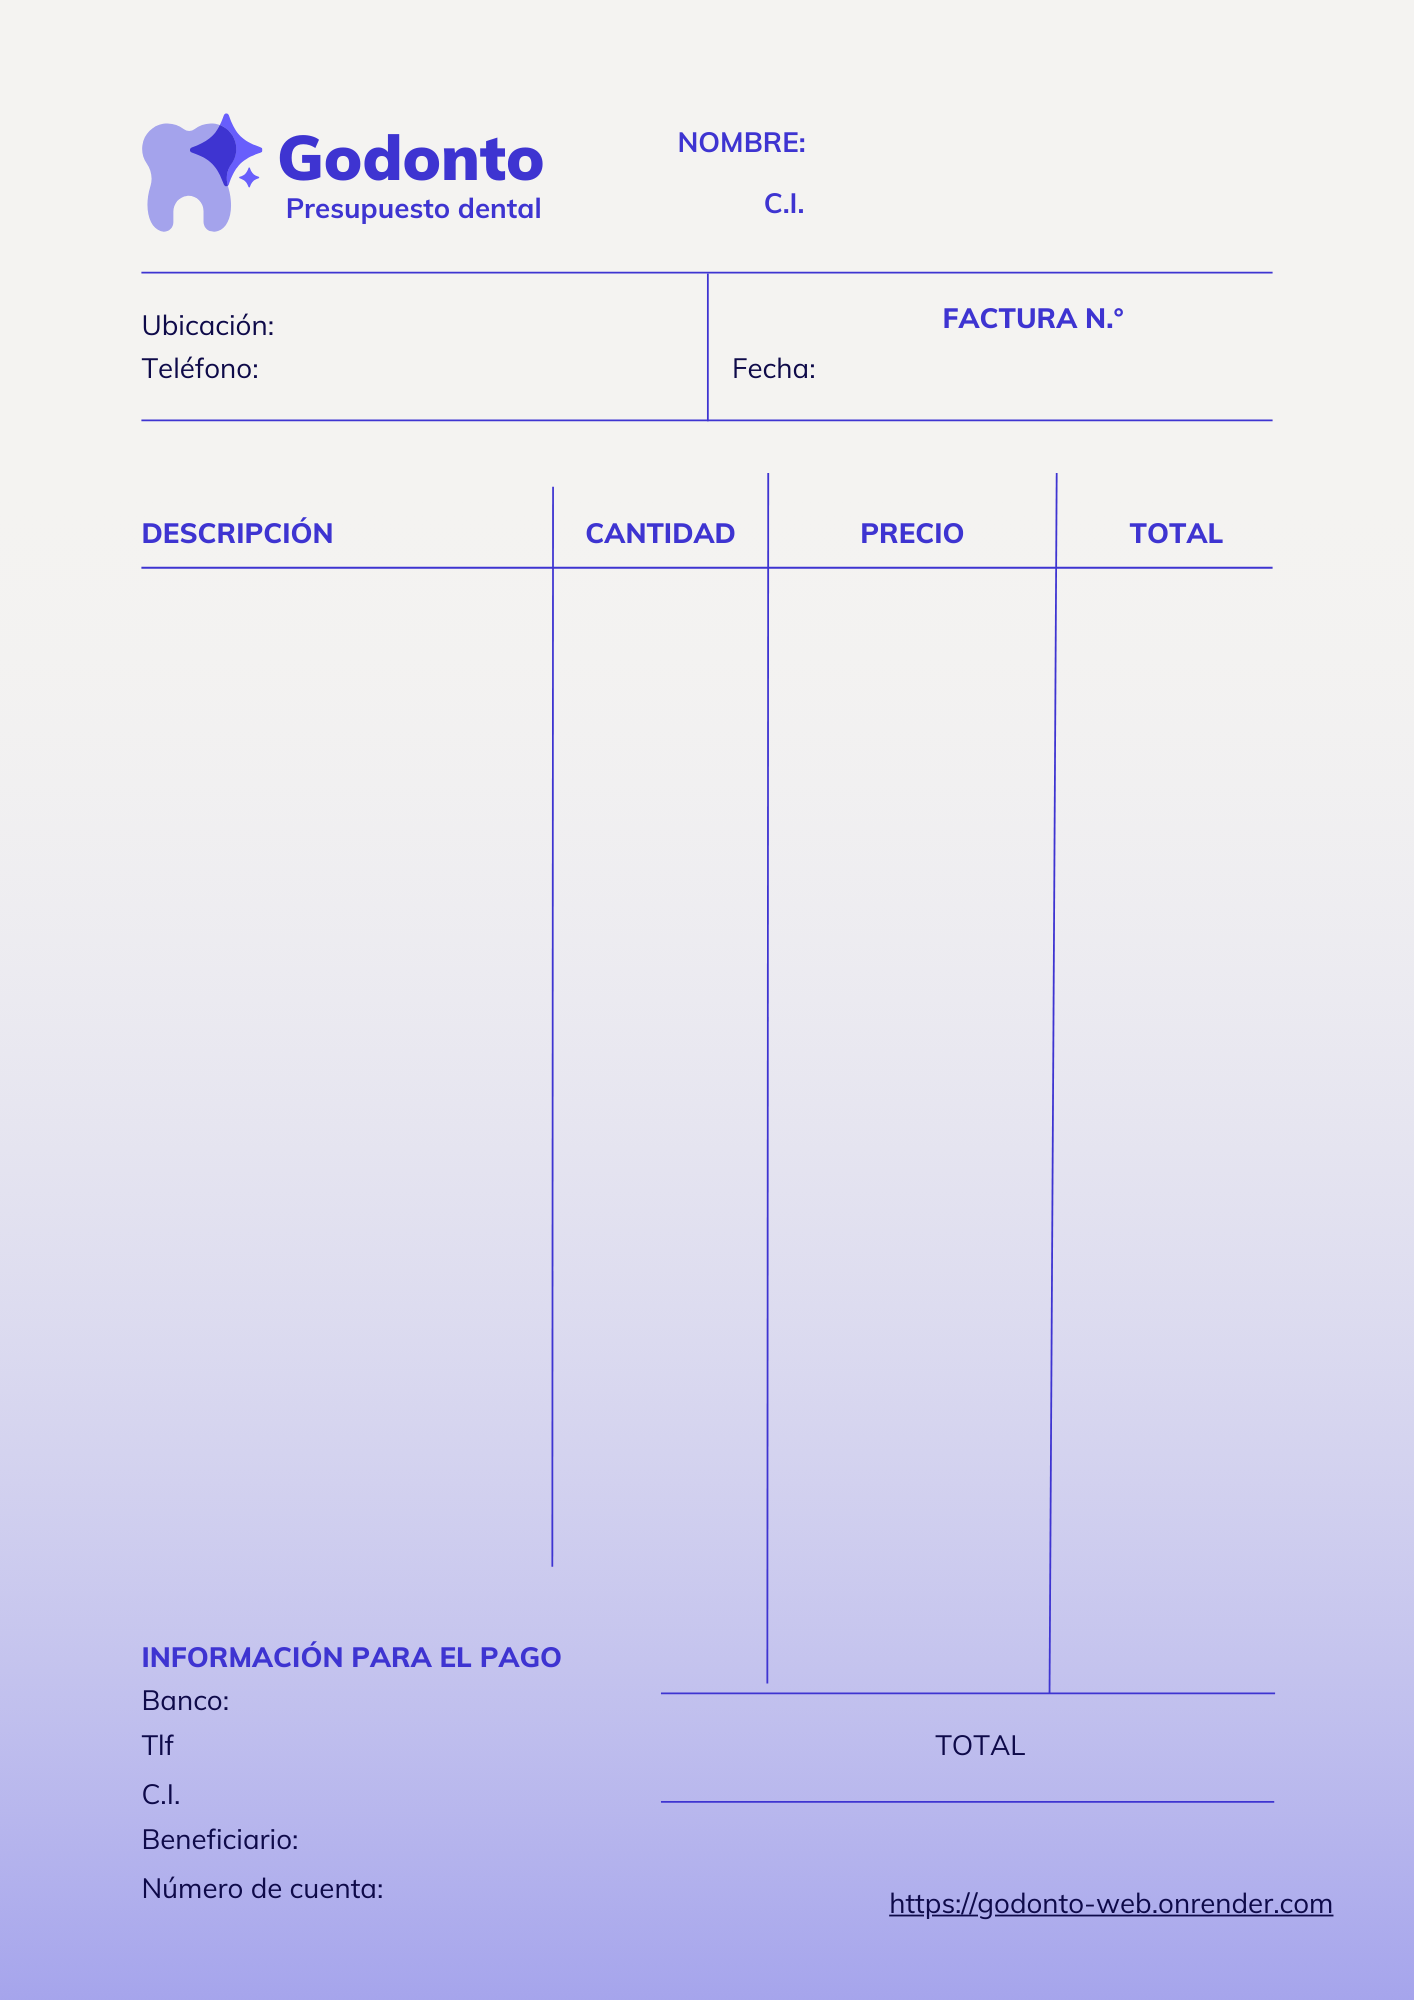 Godonto
Presupuesto dental
NOMBRE:
C.I.
Ubicación:
Teléfono:
FACTURA N.°
Fecha:
DESCRIPCIÓN CANTIDAD PRECIO TOTAL
INFORMACIÓN PARA EL PAGO
Banco:
Tlf
C.I.
Beneficiario:
Número de cuenta:
TOTAL
https://godonto-web.onrender.com